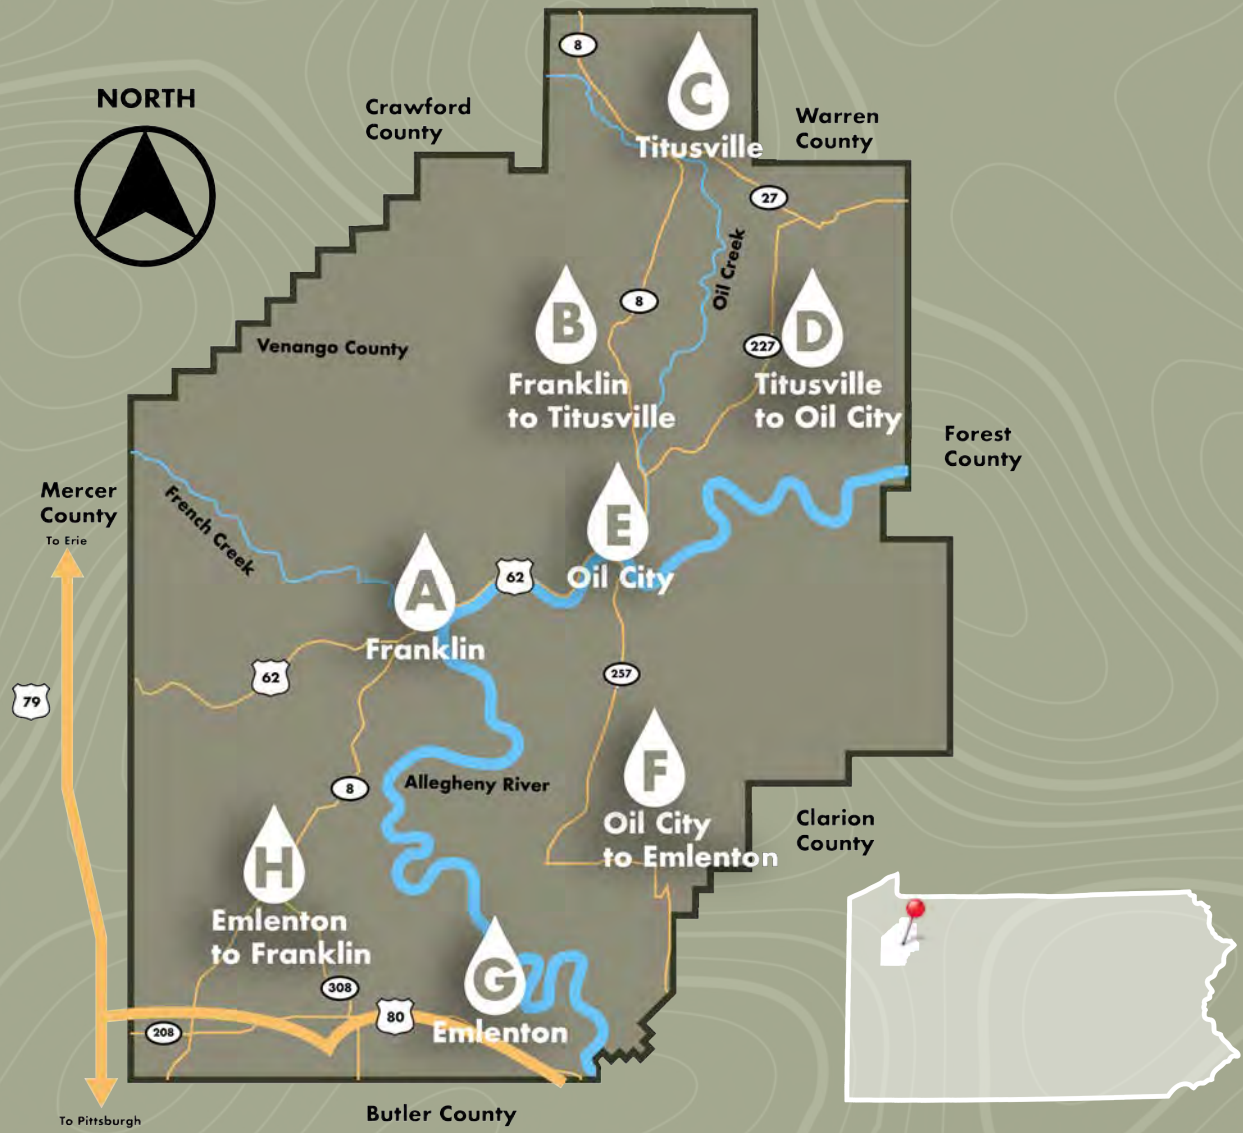 8
C
Titusville
NORTH
Crawford
County
Warren
County
27
Oil Creek
B
8
D
227
Venango County
Franklin
to Titusville
Titusville
to Oil City
Forest
County
Mercer
County
To Erie
French Creek
E
Oil City
62
A
Franklin
62
79
257
F
Allegheny River
8
Oil City
to Emlenton
Clarion
County
H
Emlenton
to Franklin
G
Emlenton
308
80
208
Butler County
To Pittsburgh